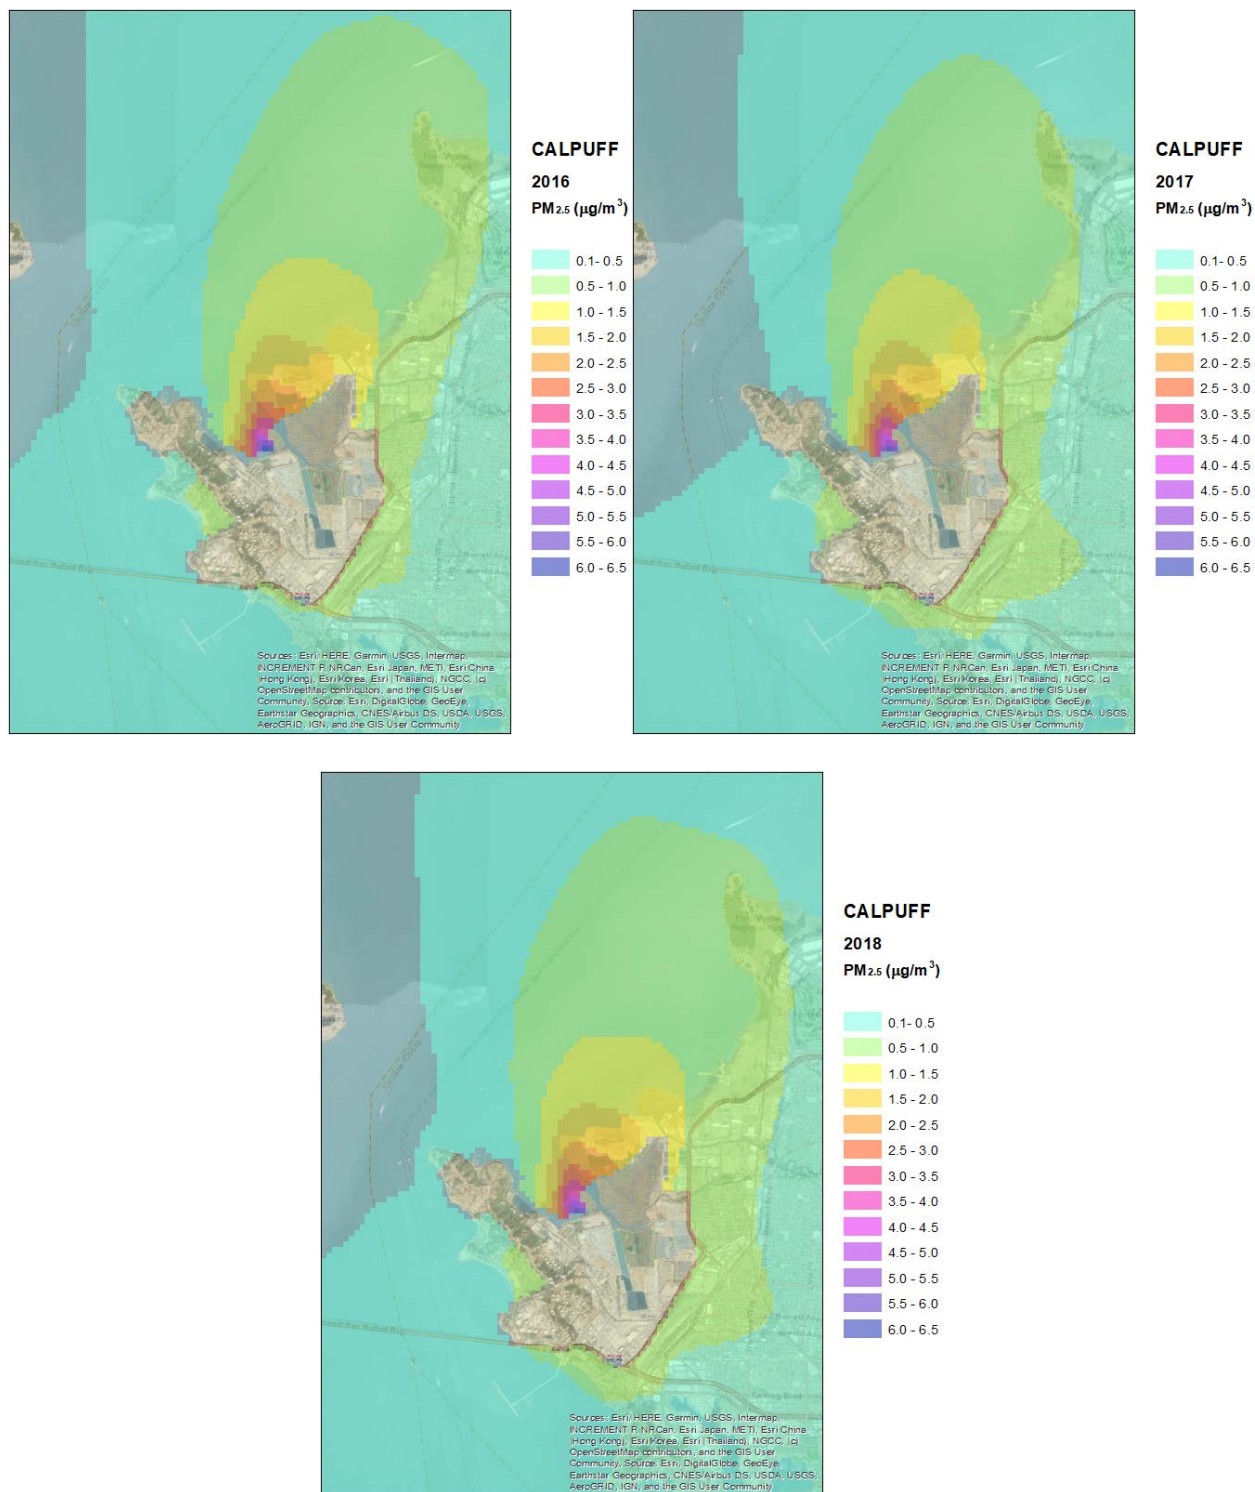 CALPUFF
2016
PM2.5 (µg/m³)
0.1- 0.5
0.5 - 1.0
1.0 - 1.5
1.5 - 2.0
2.0 - 2.5
2.5 - 3.0
3.0 - 3.5
3.5 - 4.0
4.0 - 4.5
4.5 - 5.0
5.0 - 5.5
5.5 - 6.0
6.0 - 6.5
Sources: Esri, HERE, Garmin, USGS, Intermap,
INCREMENT P, NRCan, Esri Japan, METI, Esri China
(Hong Kong), Esri Korea, Esri (Thailand), NGCC, (c)
OpenStreetMap contributors, and the GIS User
Community, Source: Esri, DigitalGlobe, GeoEye,
Earthstar Geographics, CNES/Airbus DS, USDA, USGS,
AeroGRID, IGN, and the GIS User Community
CALPUFF
2017
PM2.5 (µg/m³)
0.1- 0.5
0.5 - 1.0
1.0 - 1.5
1.5 - 2.0
2.0 - 2.5
2.5 - 3.0
3.0 - 3.5
3.5 - 4.0
4.0 - 4.5
4.5 - 5.0
5.0 - 5.5
5.5 - 6.0
6.0 - 6.5
Sources: Esri, HERE, Garmin, USGS, Intermap,
INCREMENT P, NRCan, Esri Japan, METI, Esri China
(Hong Kong), Esri Korea, Esri (Thailand), NGCC, (c)
OpenStreetMap contributors, and the GIS User
Community, Source: Esri, DigitalGlobe, GeoEye,
Earthstar Geographics, CNES/Airbus DS, USDA, USGS,
AeroGRID, IGN, and the GIS User Community
CALPUFF
2018
PM2.5 (µg/m³)
0.1- 0.5
0.5 - 1.0
1.0 - 1.5
1.5 - 2.0
2.0 - 2.5
2.5 - 3.0
3.0 - 3.5
3.5 - 4.0
4.0 - 4.5
4.5 - 5.0
5.0 - 5.5
5.5 - 6.0
6.0 - 6.5
Sources: Esri, HERE, Garmin, USGS, Intermap,
INCREMENT P, NRCan, Esri Japan, METI, Esri China
(Hong Kong), Esri Korea, Esri (Thailand), NGCC, (c)
OpenStreetMap contributors, and the GIS User
Community, Source: Esri, DigitalGlobe, GeoEye,
Earthstar Geographics, CNES/Airbus DS, USDA, USGS,
AeroGRID, IGN, and the GIS User Community